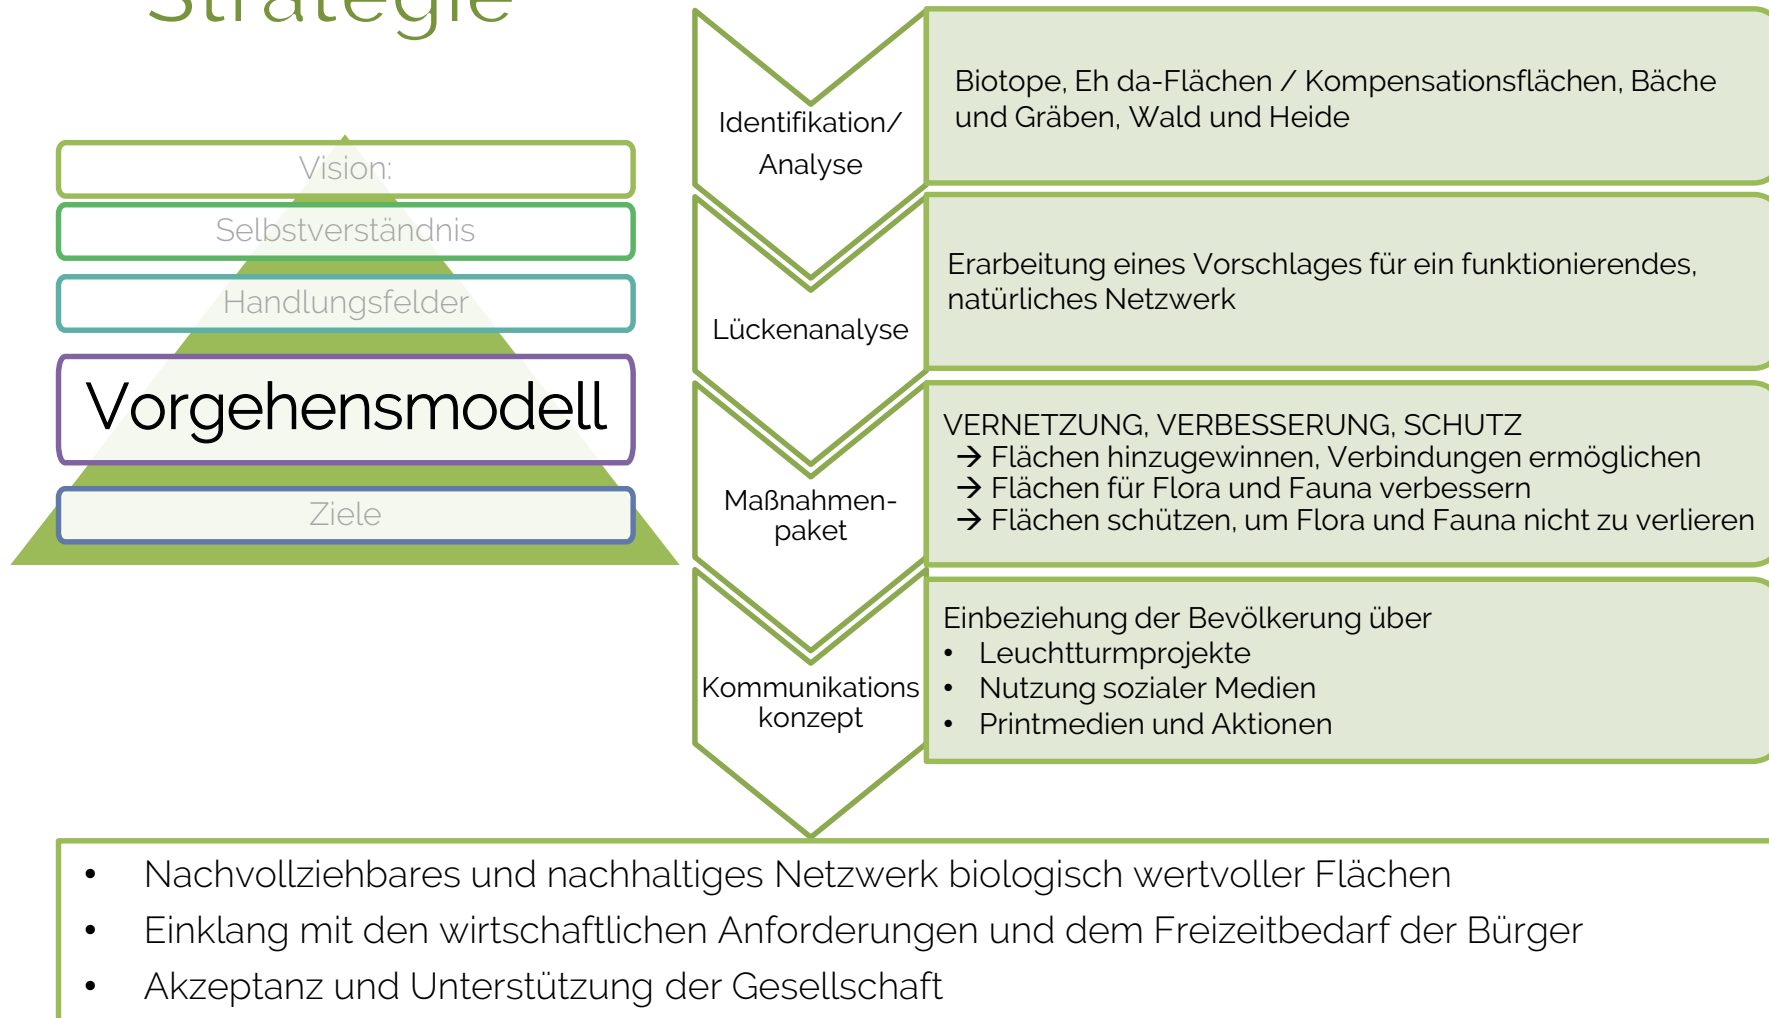 Strategie
Vision:
Selbstverständnis
Handlungsfelder
Vorgehensmodell
Ziele
Identifikation/
Analyse
Biotope, Eh da-Flächen / Kompensationsflächen, Bäche
und Gräben, Wald und Heide
Lückenanalyse
Erarbeitung eines Vorschlages für ein funktionierendes,
natürliches Netzwerk
Maßnahmen-
paket
VERNETZUNG, VERBESSERUNG, SCHUTZ
→ Flächen hinzugewinnen, Verbindungen ermöglichen
→ Flächen für Flora und Fauna verbessern
→ Flächen schützen, um Flora und Fauna nicht zu verlieren
Kommunikations
konzept
Einbeziehung der Bevölkerung über
• Leuchtturmprojekte
• Nutzung sozialer Medien
• Printmedien und Aktionen
• Nachvollziehbares und nachhaltiges Netzwerk biologisch wertvoller Flächen
• Einklang mit den wirtschaftlichen Anforderungen und dem Freizeitbedarf der Bürger
• Akzeptanz und Unterstützung der Gesellschaft